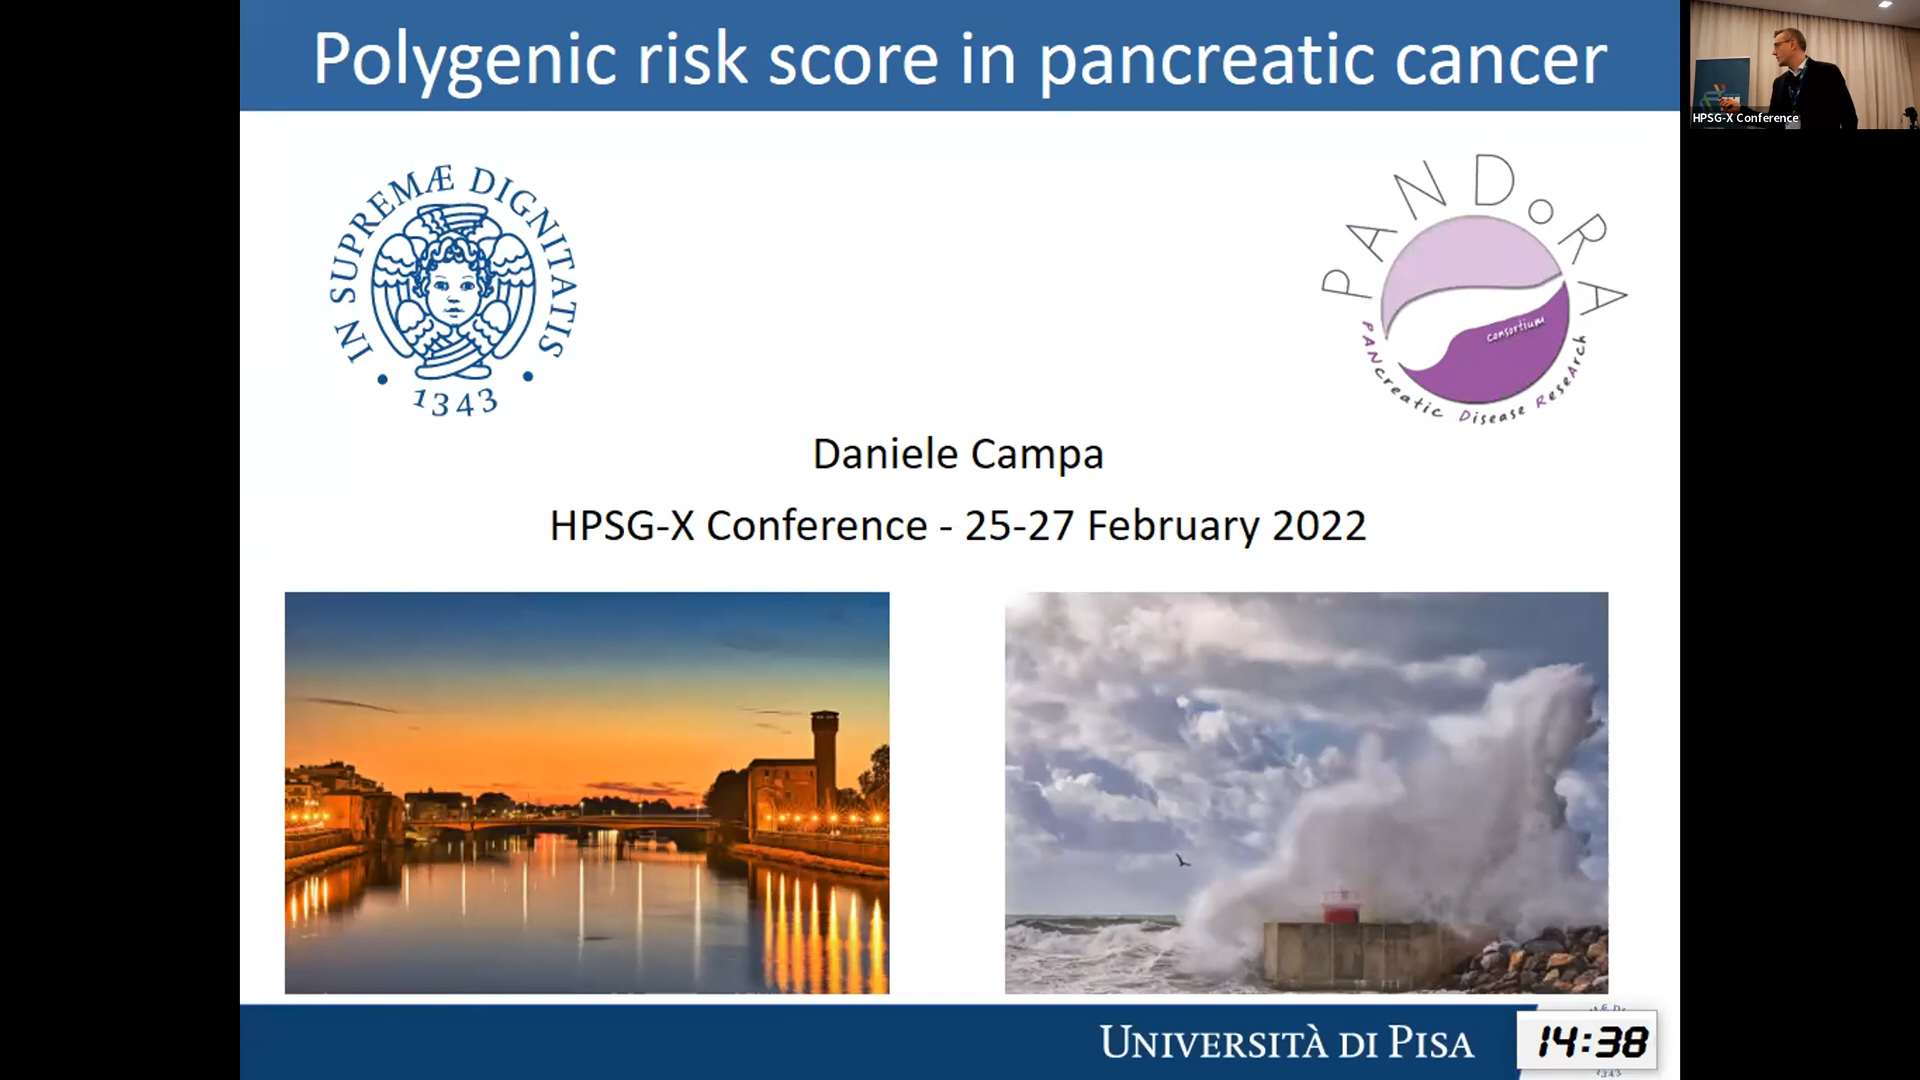 Polygenic risk score in pancreatic cancer
HPSG-X Conference
IN SUPREMÆ DIGNITATIS
1343
PANDoRA
consortium
PANcreatic Disease ReseArch
Daniele Campa
HPSG-X Conference - 25-27 February 2022
UNIVERSITÀ DI PISA
14:38
1343